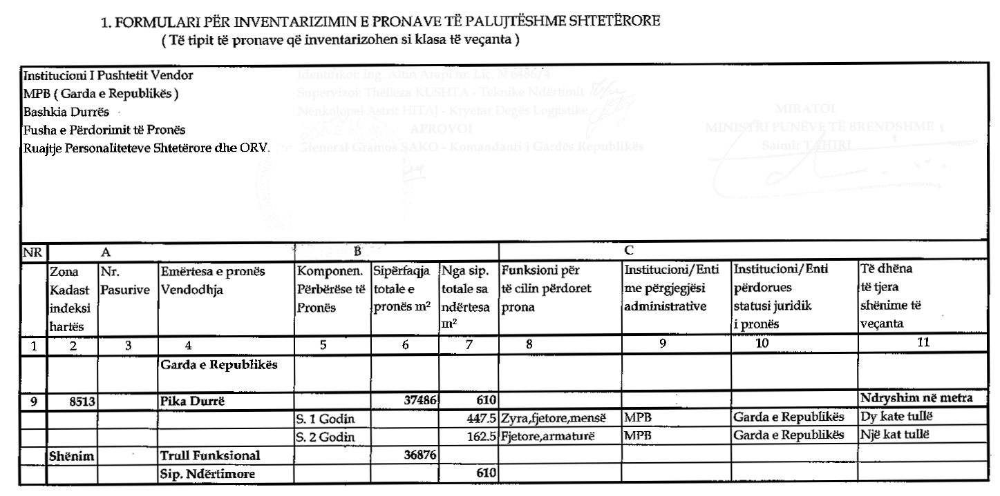 1. FORMULARI PËR INVENTARIZIMIN E PRONAVE TË PALUJTËSHME SHTETËRORE
( Të tipit të pronave që inventarizohen si klasa të veçanta )
Institucioni I Pushtetit Vendor
MPB ( Garda e Republikës )
Bashkia Durrës
Fusha e Përdorimit të Pronës
Ruajtje Personaliteteve Shtetërore dhe ORV.
Identifikoi: Ing. Altin Arapi nr. Liç. N 6486/4
Supervizoi: Thëllëza KUSHTA - Teknike Ndërtimit
Nënkolonel Astrit HITAJ - Kryetar Degës Logjistike
APROVOI
Gjeneral Gramos SAKO - Komandanti i Gardës Republikës
MIRATOI
MINISTRI PUNËVE TË BRENDSHME
Saimir TAHIRI
NR A B C
Zona Kadast indeksi hartës
Nr. Pasurive
Emërtesa e pronës Vendodhja
Komponen. Përbërëse të Pronës
Sipërfaqja totale e pronës m²
Nga sip. totale sa ndërtesa m²
Funksioni për të cilin përdoret prona
Institucioni/Enti me përgjegjësi administrative
Institucioni/Enti përdorues statusi juridik i pronës
Të dhëna të tjera shënime të veçanta
1 2 3 4 5 6 7 8 9 10 11
Garda e Republikës
9 8513 Pika Durrë 37486 610 Ndryshim në metra
S. 1 Godin 447.5 Zyra,fjetore,mensë MPB Garda e Republikës Dy kate tullë
S. 2 Godin 162.5 Fjetore,armaturë MPB Garda e Republikës Një kat tullë
Shënim Trull Funksional 36876
Sip. Ndërtimore 610